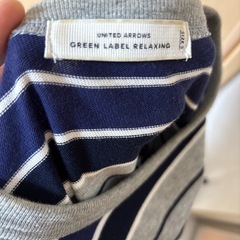 UNITED ARROWS
GREEN LABEL RELAXING